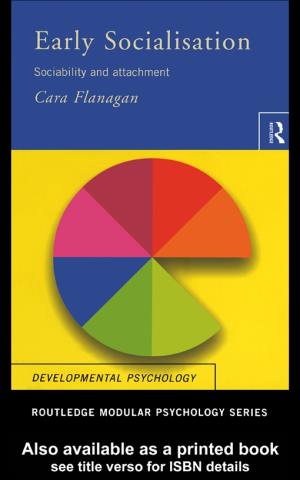 Early Socialisation
Sociability and attachment
Cara Flanagan
R
ROUTLEDGE
DEVELOPMENTAL PSYCHOLOGY
ROUTLEDGE MODULAR PSYCHOLOGY SERIES
Also available as a printed book
see title verso for ISBN details